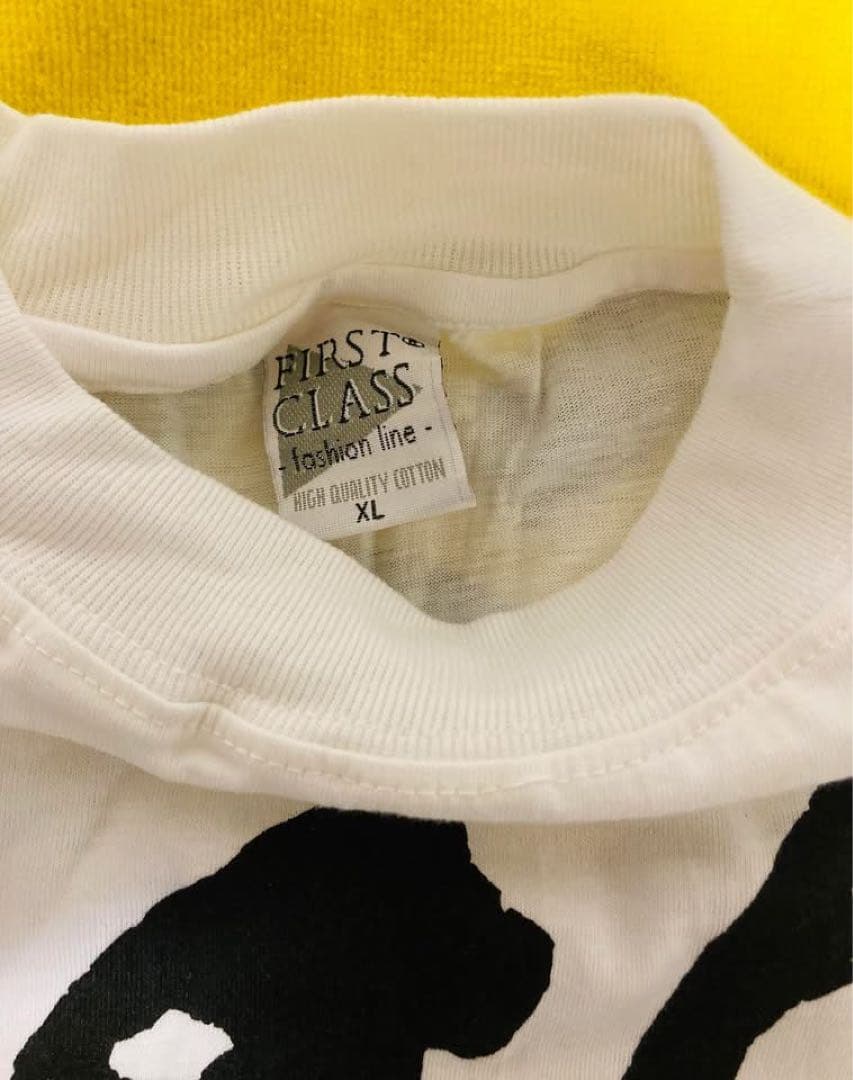 FIRST®
CLASS
- fashion line -
HIGH QUALITY COTTON
XL